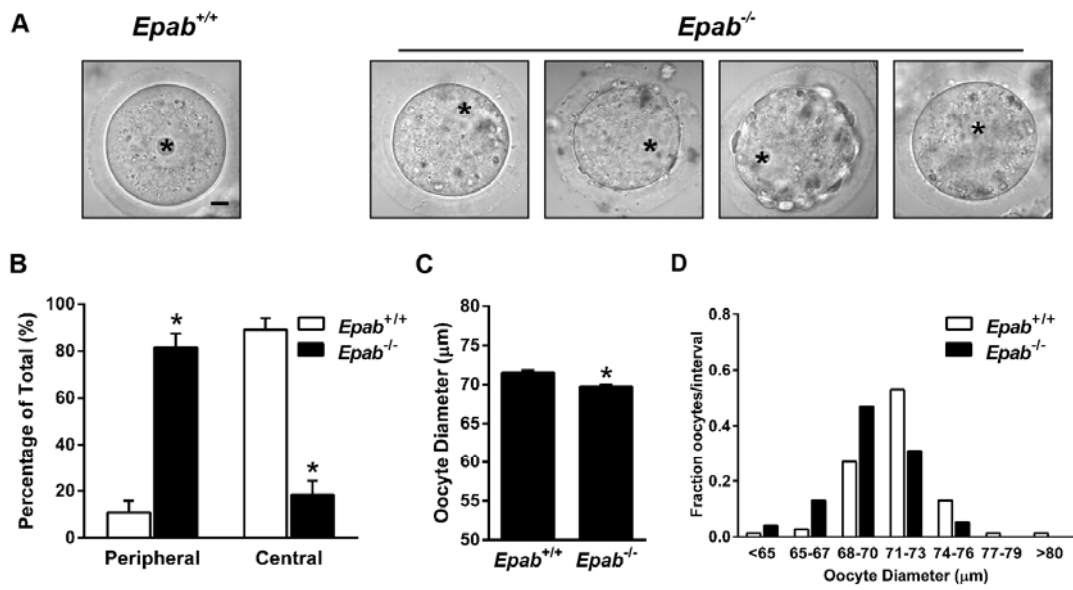 A
Epab+/+
Epab-/-
*
*
*
*
*
B
Percentage of Total (%)
100
80
60
40
20
0
*
*
Peripheral
Central
Epab+/+
Epab-/-
C
Oocyte Diameter (µm)
80
75
70
65
60
55
50
*
Epab+/+
Epab-/-
D
Fraction oocytes/interval
0.8
0.6
0.4
0.2
0.0
Epab+/+
Epab-/-
<65 65-67 68-70 71-73 74-76 77-79 >80
Oocyte Diameter (µm)